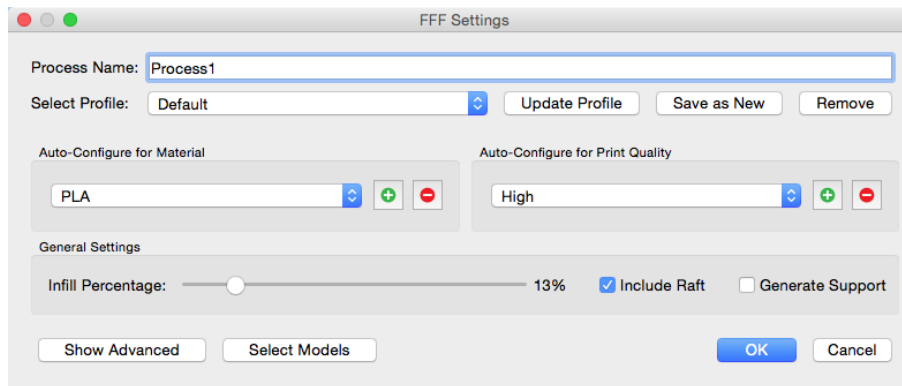 FFF Settings
Process Name: Process1
Select Profile: Default Update Profile Save as New Remove
Auto-Configure for Material Auto-Configure for Print Quality
PLA High
General Settings
Infill Percentage: 13% Include Raft Generate Support
Show Advanced Select Models OK Cancel